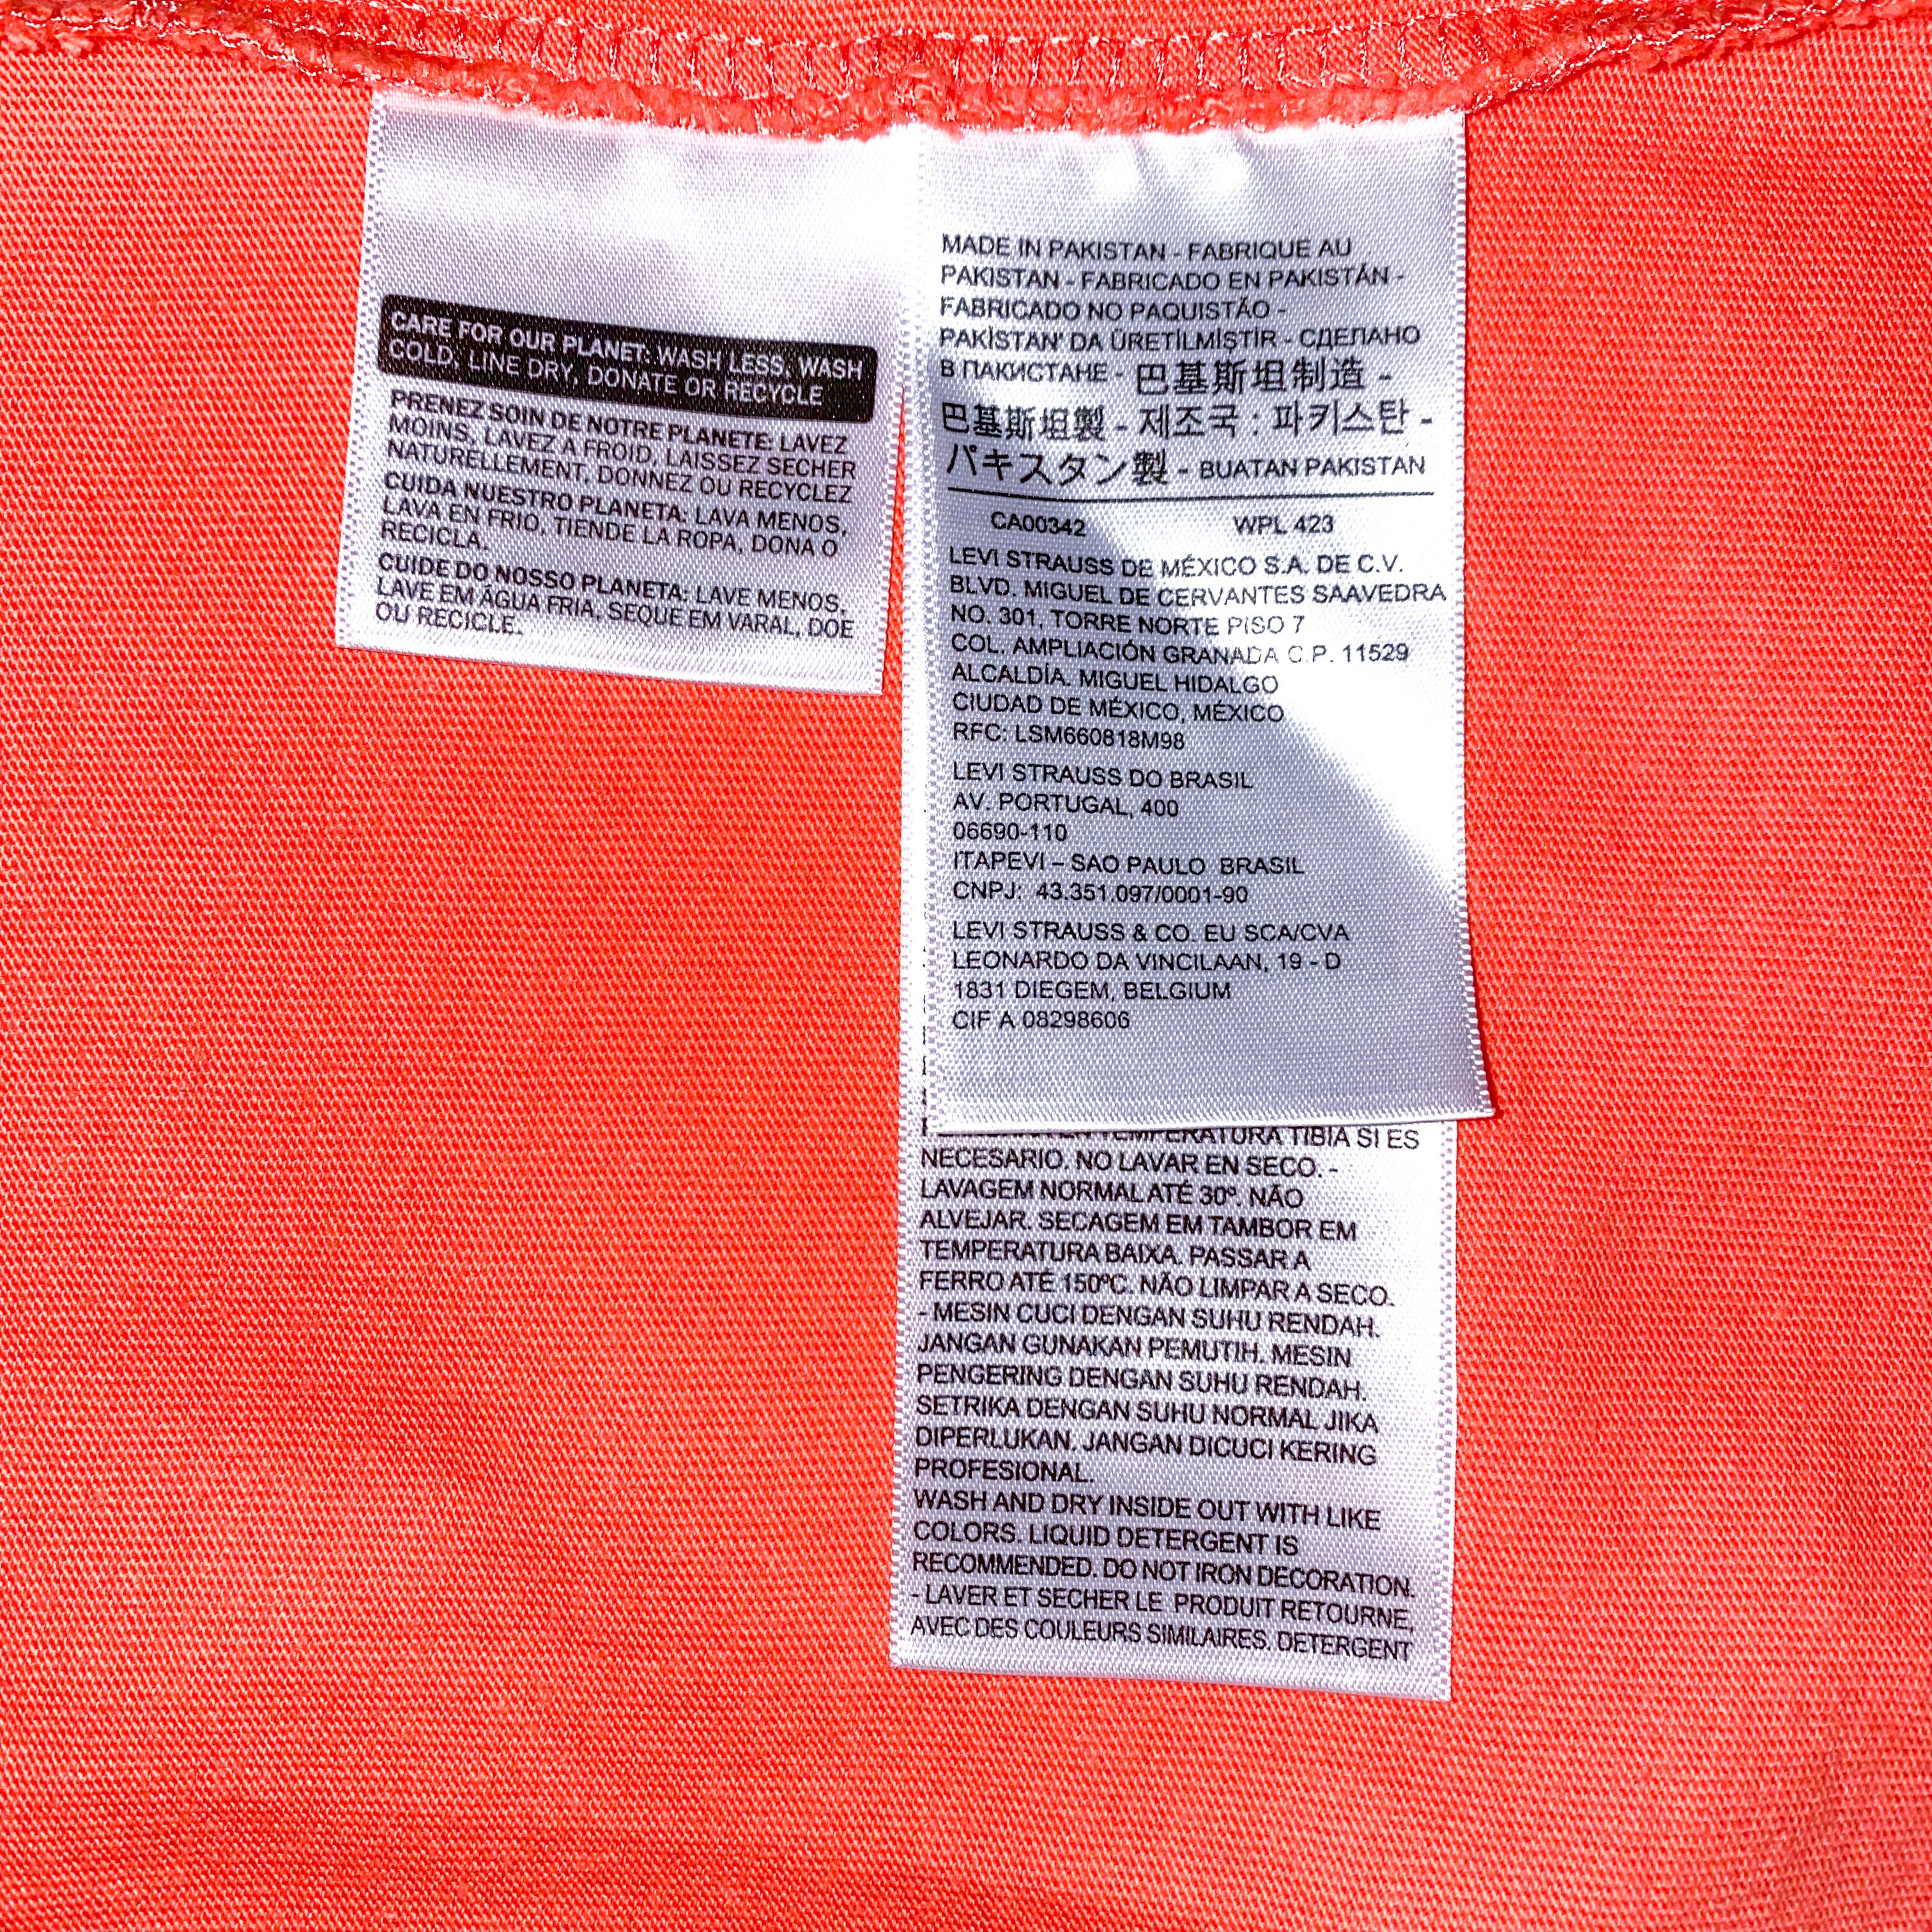 CARE FOR OUR PLANET: WASH LESS, WASH
COLD, LINE DRY, DONATE OR RECYCLE
PRENEZ SOIN DE NOTRE PLANETE: LAVEZ
MOINS, LAVEZ A FROID, LAISSEZ SECHER
NATURELLEMENT, DONNEZ OU RECYCLEZ
CUIDA NUESTRO PLANETA: LAVA MENOS,
LAVA EN FRIO, TIENDE LA ROPA, DONA O
RECICLA.
CUIDE DO NOSSO PLANETA: LAVE MENOS,
LAVE EM ÁGUA FRIA, SEQUE EM VARAL, DOE
OU RECICLE.
MADE IN PAKISTAN - FABRIQUE AU
PAKISTAN - FABRICADO EN PAKISTÁN -
FABRICADO NO PAQUISTÃO -
PAKİSTAN' DA ÜRETİLMİSTİR - СДЕЛАНО
В ПАКИСТАНЕ - 巴基斯坦制造 -
巴基斯坦製 - 제조국 : 파키스탄 -
パキスタン製 - BUATAN PAKISTAN
CA00342 WPL 423
LEVI STRAUSS DE MÉXICO S.A. DE C.V.
BLVD. MIGUEL DE CERVANTES SAAVEDRA
NO. 301, TORRE NORTE PISO 7
COL. AMPLIACIÓN GRANADA C.P. 11529
ALCALDÍA. MIGUEL HIDALGO
CIUDAD DE MÉXICO, MÉXICO
RFC: LSM660818M98
LEVI STRAUSS DO BRASIL
AV. PORTUGAL, 400
06690-110
ITAPEVI – SAO PAULO BRASIL
CNPJ: 43.351.097/0001-90
LEVI STRAUSS & CO. EU SCA/CVA
LEONARDO DA VINCILAAN, 19 - D
1831 DIEGEM, BELGIUM
CIF A 08298606
TEMPERATURA TIBIA SI ES
NECESARIO. NO LAVAR EN SECO. -
LAVAGEM NORMAL ATÉ 30º. NÃO
ALVEJAR. SECAGEM EM TAMBOR EM
TEMPERATURA BAIXA. PASSAR A
FERRO ATÉ 150ºC. NÃO LIMPAR A SECO.
- MESIN CUCI DENGAN SUHU RENDAH.
JANGAN GUNAKAN PEMUTIH. MESIN
PENGERING DENGAN SUHU RENDAH.
SETRIKA DENGAN SUHU NORMAL JIKA
DIPERLUKAN. JANGAN DICUCI KERING
PROFESIONAL.
WASH AND DRY INSIDE OUT WITH LIKE
COLORS. LIQUID DETERGENT IS
RECOMMENDED. DO NOT IRON DECORATION.
- LAVER ET SECHER LE PRODUIT RETOURNE,
AVEC DES COULEURS SIMILAIRES. DETERGENT